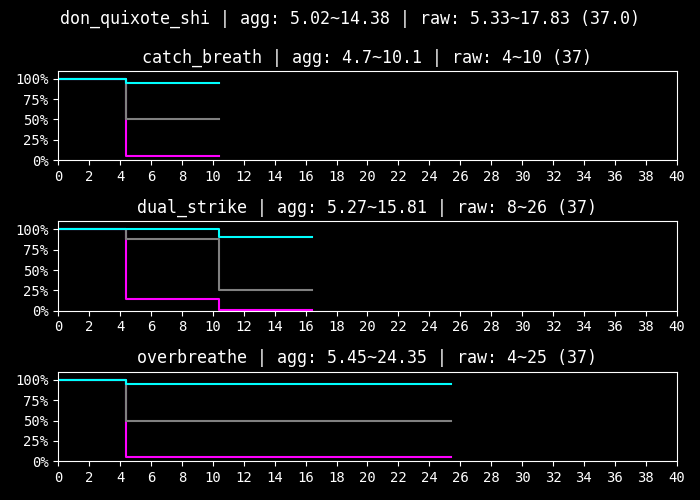 don_quixote_shi | agg: 5.02~14.38 | raw: 5.33~17.83 (37.0)
catch_breath | agg: 4.7~10.1 | raw: 4~10 (37)
100%
75%
50%
25%
0%
0 2 4 6 8 10 12 14 16 18 20 22 24 26 28 30 32 34 36 38 40
dual_strike | agg: 5.27~15.81 | raw: 8~26 (37)
100%
75%
50%
25%
0%
0 2 4 6 8 10 12 14 16 18 20 22 24 26 28 30 32 34 36 38 40
overbreathe | agg: 5.45~24.35 | raw: 4~25 (37)
100%
75%
50%
25%
0%
0 2 4 6 8 10 12 14 16 18 20 22 24 26 28 30 32 34 36 38 40